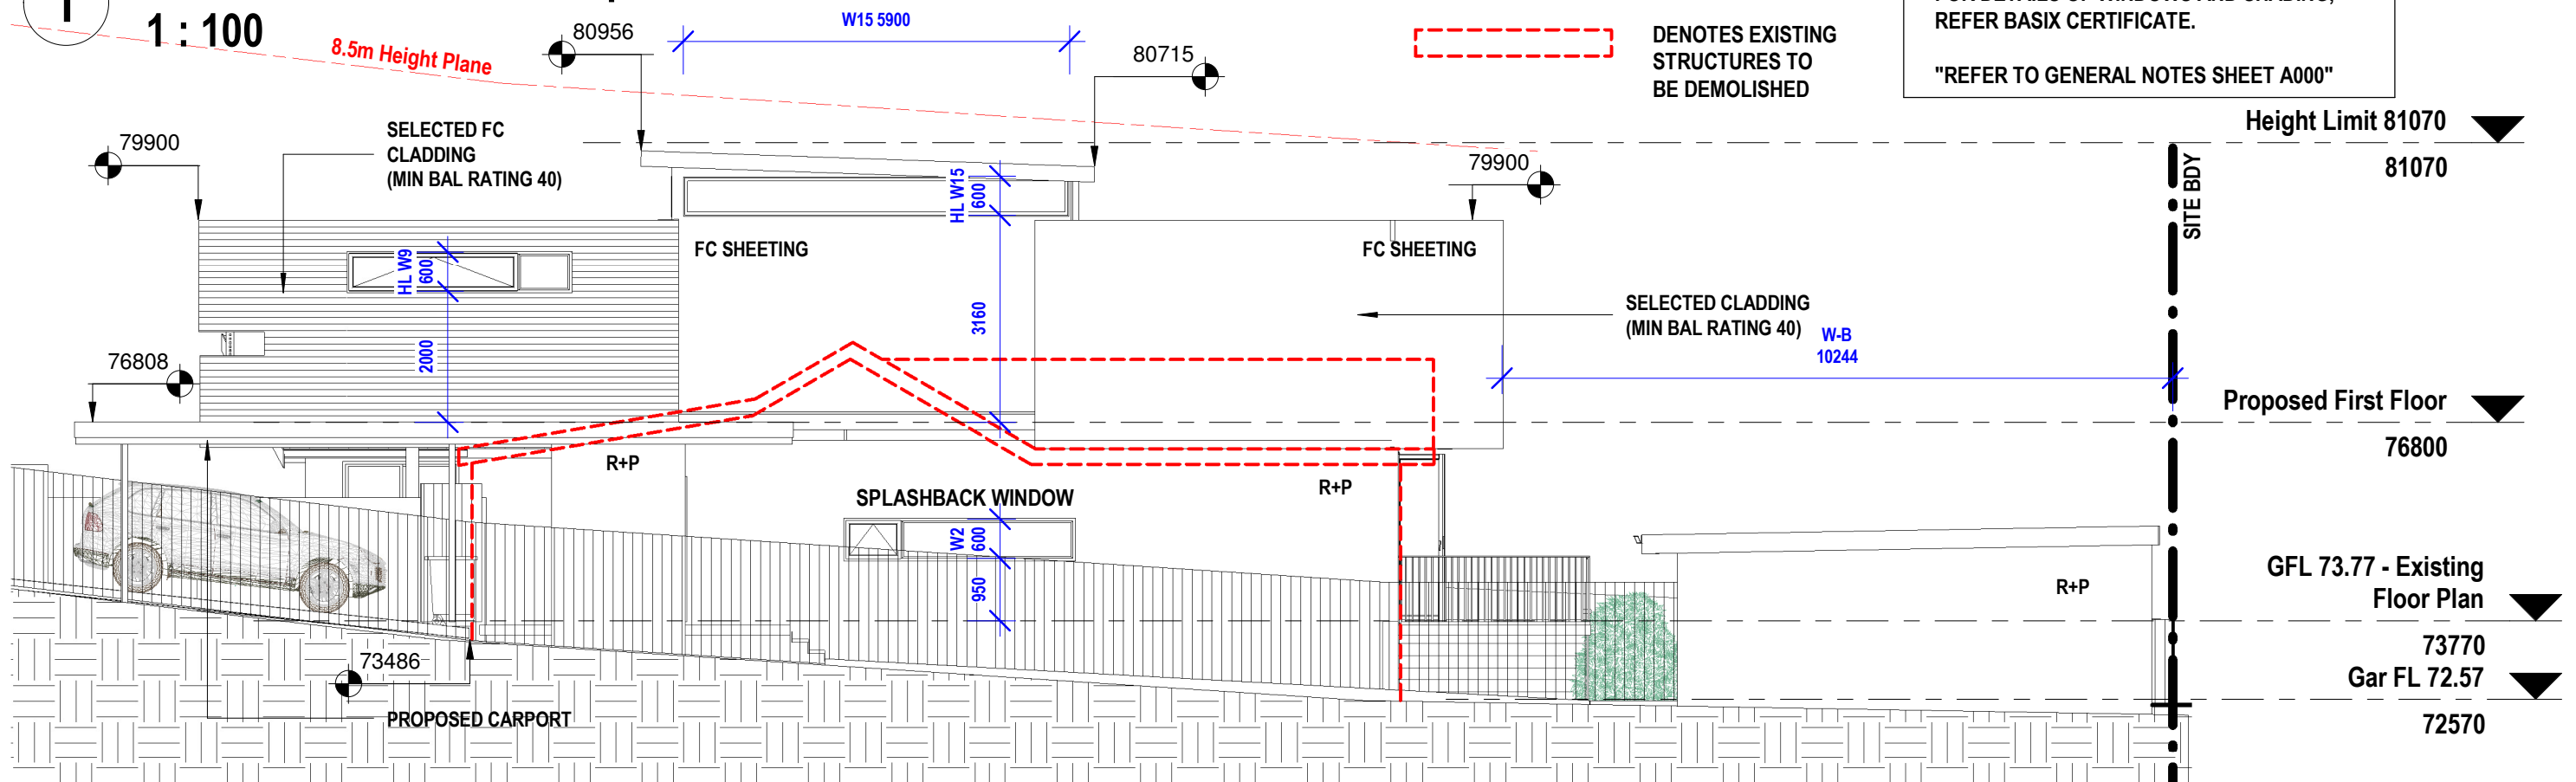 1 : 100
8.5m Height Plane
80956
W15 5900
80715
DENOTES EXISTING
STRUCTURES TO
BE DEMOLISHED
REFER BASIX CERTIFICATE.
"REFER TO GENERAL NOTES SHEET A000"
Height Limit 81070
81070
SITE BDY
79900
SELECTED FC
CLADDING
(MIN BAL RATING 40)
79900
HL W15
600
FC SHEETING
FC SHEETING
HL W9
600
3160
2000
SELECTED CLADDING
(MIN BAL RATING 40)
W-B
10244
76808
Proposed First Floor
76800
R+P
SPLASHBACK WINDOW
R+P
W2
600
950
R+P
GFL 73.77 - Existing
Floor Plan
73770
73486
Gar FL 72.57
72570
PROPOSED CARPORT